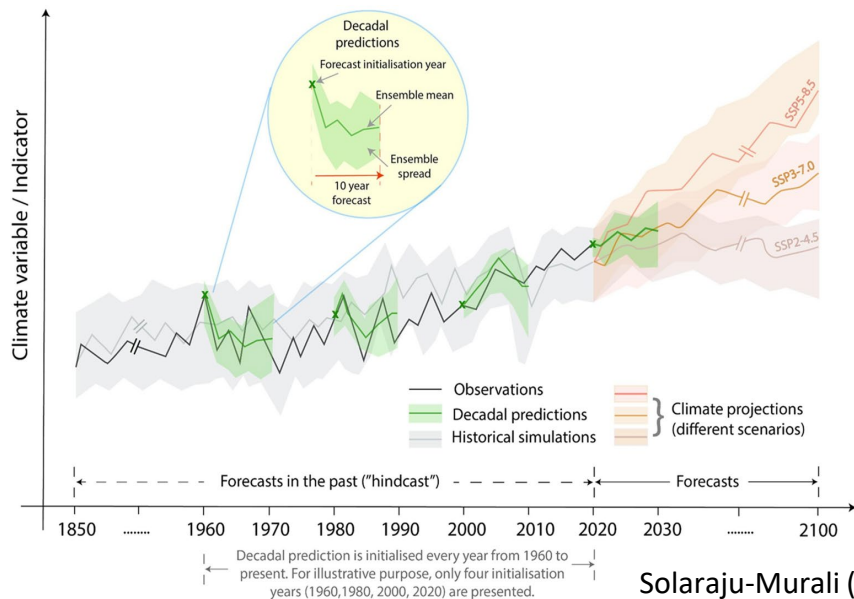 Decadal
predictions
Forecast initialisation year
Ensemble mean
Ensemble
spread
10 year
forecast
Climate variable / Indicator
SSP5-8.5
SSP3-7.0
SSP2-4.5
Observations
Decadal predictions
Historical simulations
Climate projections
(different scenarios)
Forecasts in the past ("hindcast")
Forecasts
1850 ........ 1960 1970 1980 1990 2000 2010 2020 2030 ........ 2100
Decadal prediction is initialised every year from 1960 to
present. For illustrative purpose, only four initialisation
years (1960,1980, 2000, 2020) are presented.
Solaraju-Murali (